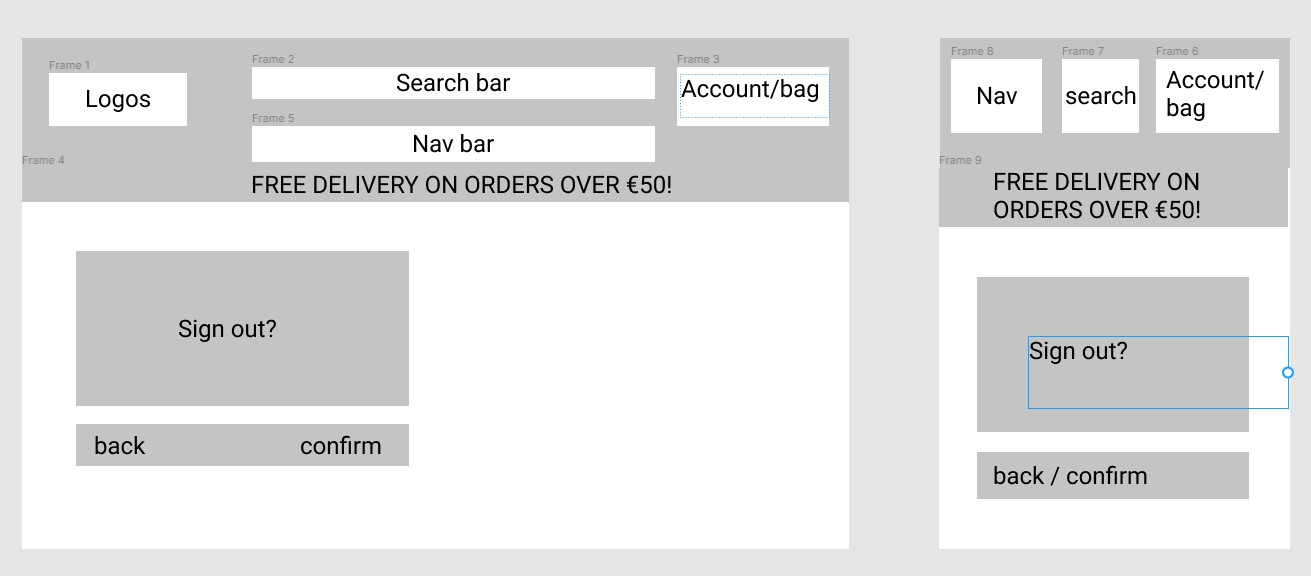 Frame 1
Logos
Frame 2
Search bar
Frame 3
Account/bag
Frame 5
Nav bar
Frame 4
FREE DELIVERY ON ORDERS OVER €50!
Sign out?
back confirm
Frame 8
Nav
Frame 7
search
Frame 6
Account/
bag
Frame 9
FREE DELIVERY ON
ORDERS OVER €50!
Sign out?
back / confirm